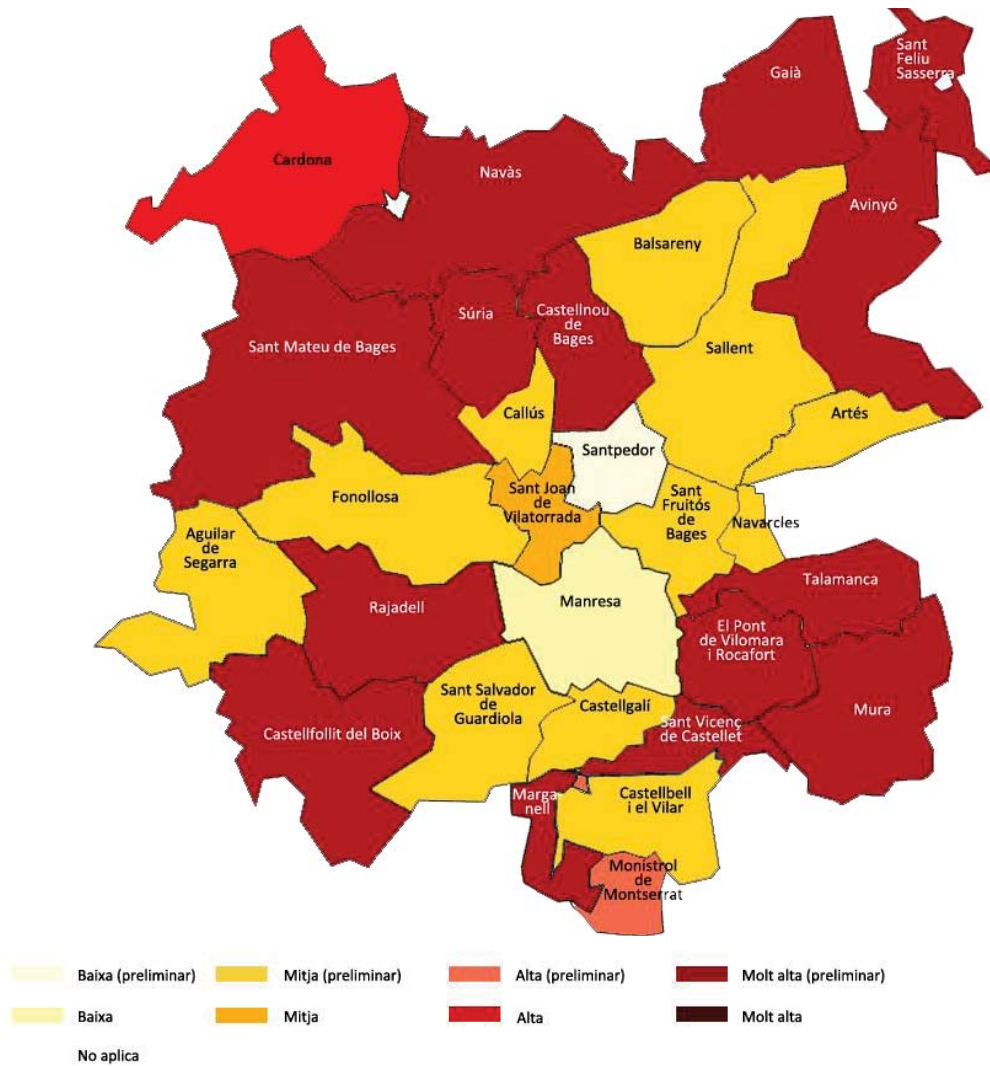 Sant
Feliu
Sasserra
Gaià
Cardona
Navàs
Avinyó
Balsareny
Súria
Castellnou
de
Bages
Sant Mateu de Bages
Sallent
Callús
Artés
Santpedor
Fonollosa
Sant Joan
de
Vilatorrada
Sant
Fruitós
de
Bages
Navarcles
Aguilar
de
Segarra
Talamanca
Rajadell
Manresa
El Pont
de Vilomara
i Rocafort
Sant Salvador
de
Guardiola
Castellgalí
Mura
Castellfollit del Boix
Sant Vicenç
de Castellet
Marga
nell
Castellbell
i el Vilar
Monistrol
de
Montserrat
Baixa (preliminar) Mitja (preliminar) Alta (preliminar) Molt alta (preliminar)
Baixa Mitja Alta Molt alta
No aplica